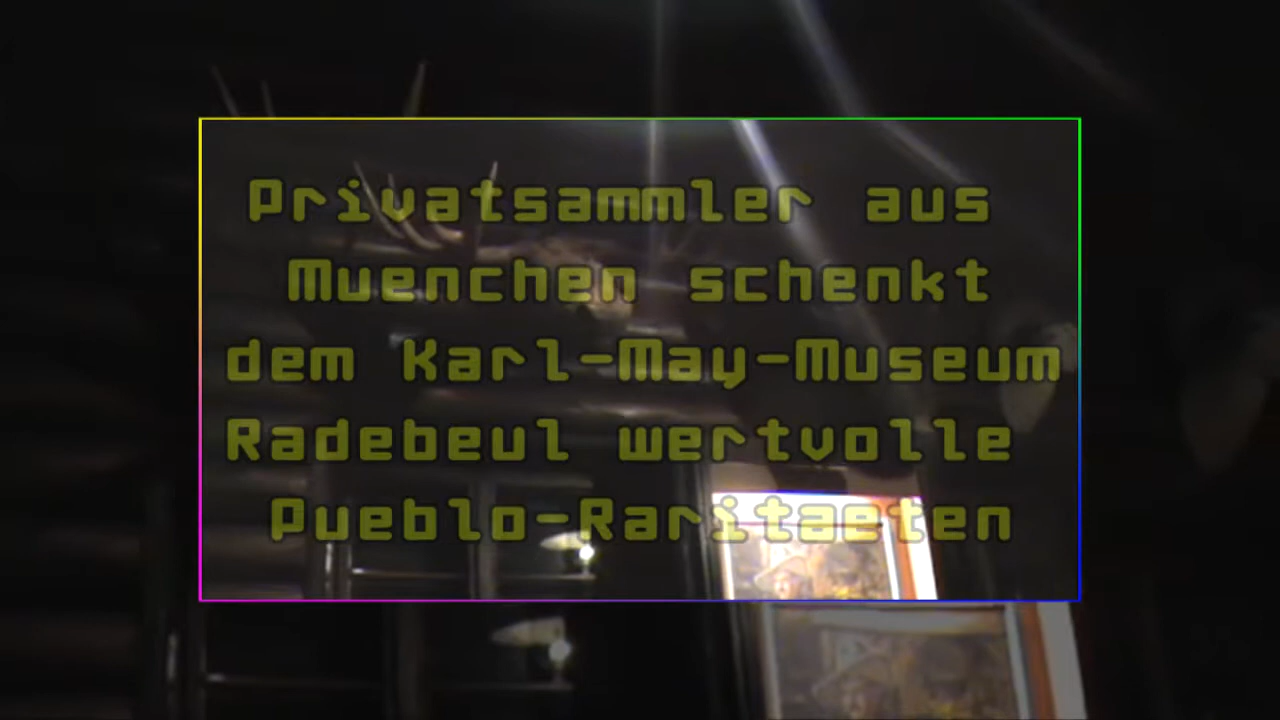 Privatsammler aus
Muenchen schenkt
dem Karl-May-Museum
Radebeul wertvolle
Pueblo-Raritaeten